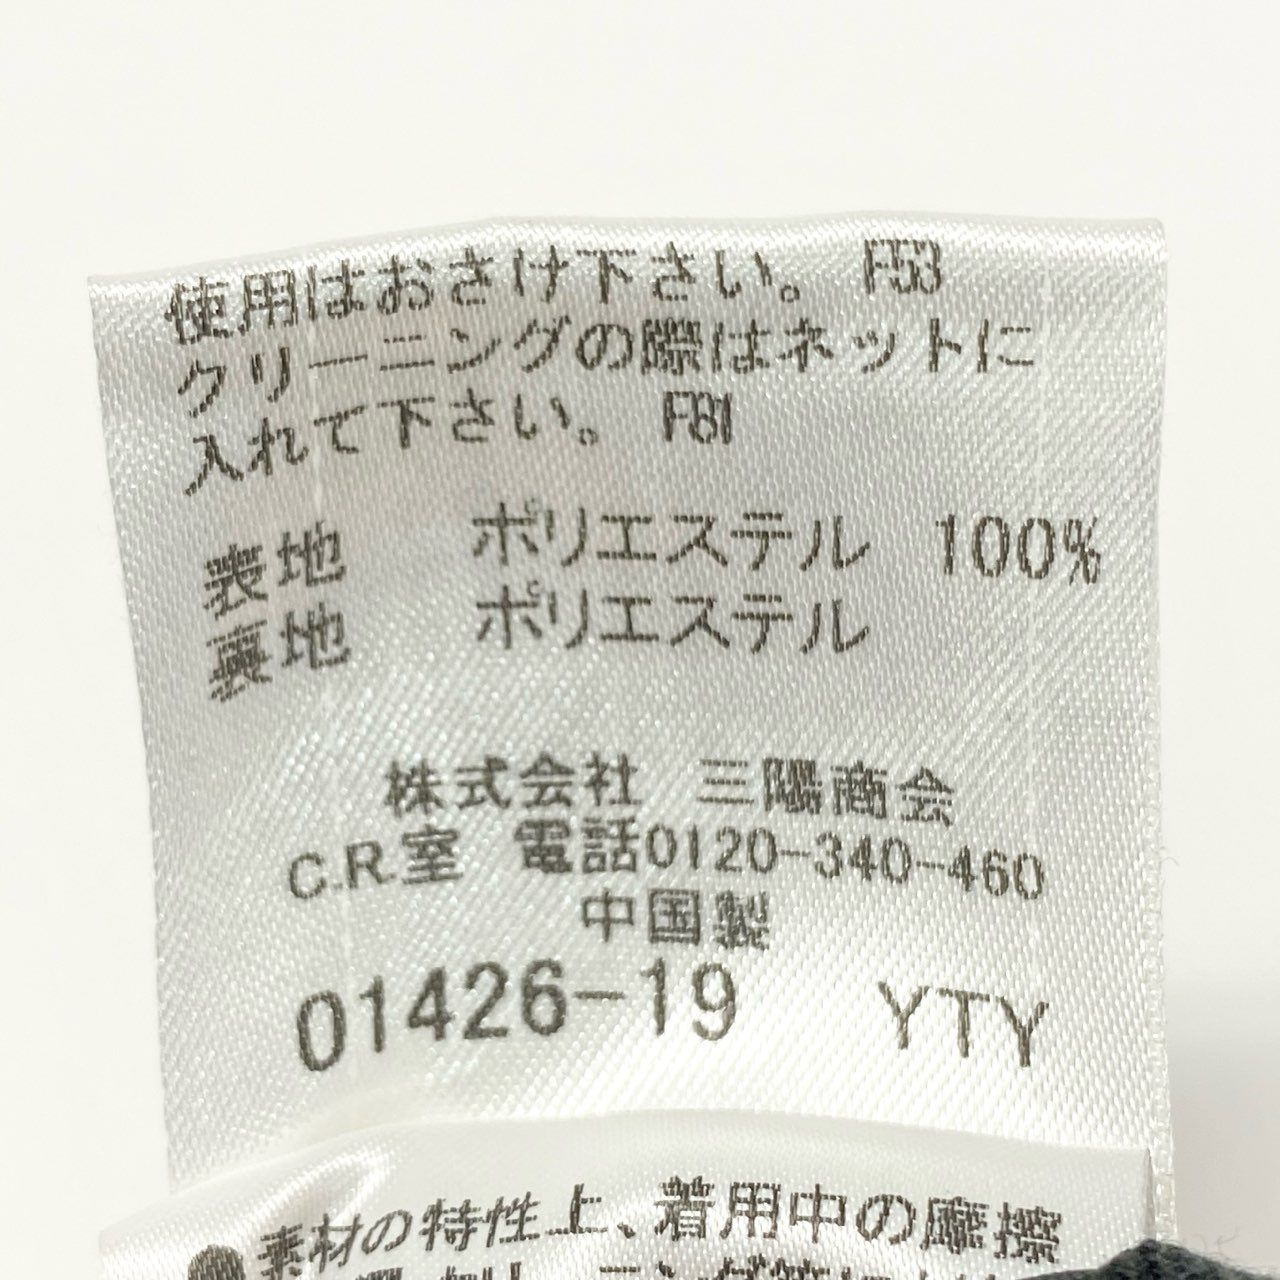 使用はおさけ下さい。 F53
クリーニングの際はネットに
入れて下さい。 F81
表地 ポリエステル 100%
裏地 ポリエステル
株式会社 三陽商会
C.R.室 電話0120-340-460
中国製
01426-19 YTY
●素材の特性上、着用中の摩擦